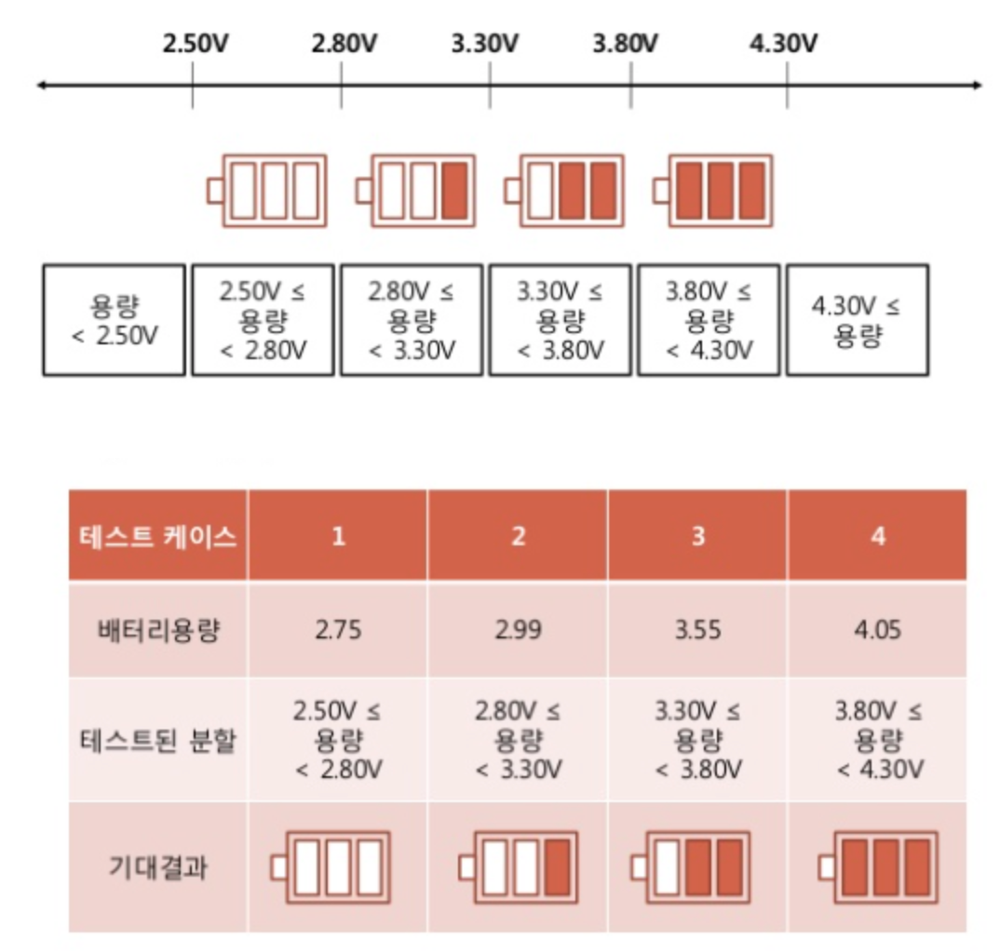 2.50V 2.80V 3.30V 3.80V 4.30V
용량
< 2.50V
2.50V ≤
용량
< 2.80V
2.80V ≤
용량
< 3.30V
3.30V ≤
용량
< 3.80V
3.80V ≤
용량
< 4.30V
4.30V ≤
용량
테스트 케이스 1 2 3 4
배터리용량 2.75 2.99 3.55 4.05
테스트된 분할
2.50V ≤
용량
< 2.80V
2.80V ≤
용량
< 3.30V
3.30V ≤
용량
< 3.80V
3.80V ≤
용량
< 4.30V
기대결과